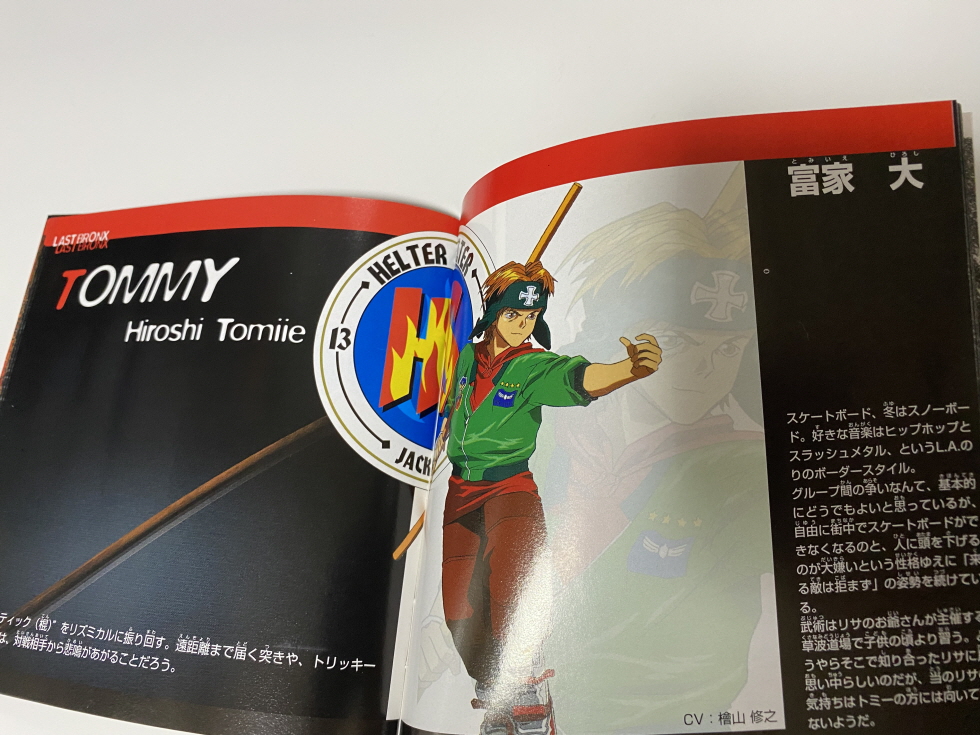 LAST BRONX
LAST BRONX
TOMMY
Hiroshi Tomiie
HELTER
TER
13
H
JACK
ティック（棍）”をリズミカルに振り回す。遠距離まで届く突きや、トリッキー
は、対戦相手から悲鳴があがることだろう。
とみいえ ひろし
富家 大
スケートボード、冬はスノーボー
ド。好きな音楽はヒップホップと
スラッシュメタル、というL.A.の
りのボーダースタイル。
グループ間の争いなんて、基本的
にどうでもよいと思っているが、
自由に街中でスケートボードがで
きなくなるのと、人に頭を下げる
のが大嫌いという性格ゆえに「来
る敵は拒まず」の姿勢を続けてい
る。
武術はリサのお爺さんが主催する
草波道場で子供の頃より習う。
うやらそこで知り合ったリサに
思い中らしいのだが、当のリサ
気持ちはトミーの方には向いて
ないようだ。
CV：檜山 修之